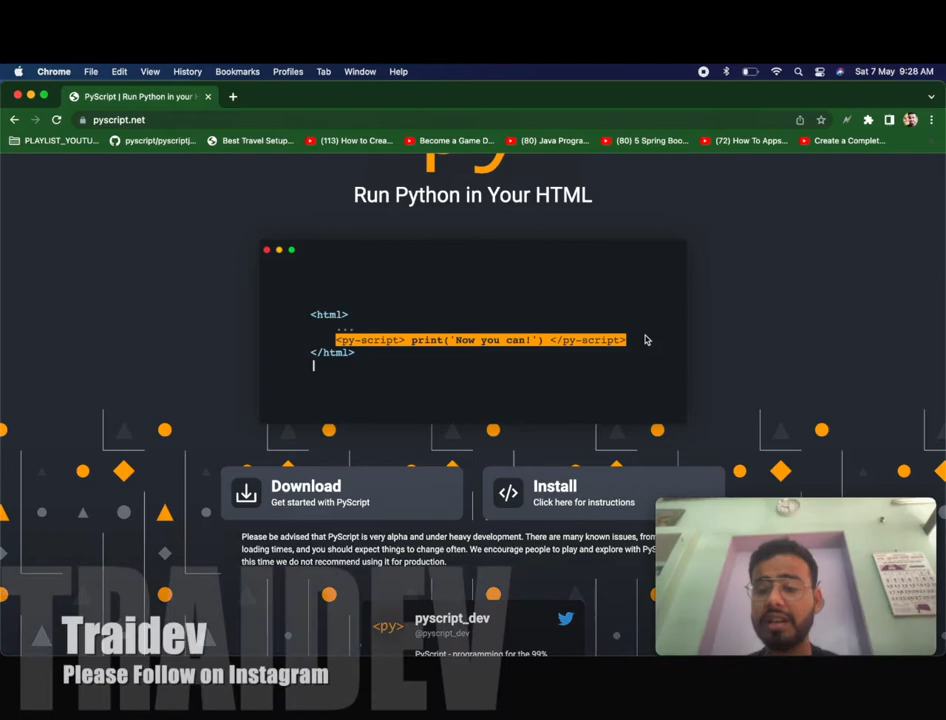 Chrome File Edit View History Bookmarks Profiles Tab Window Help Sat 7 May 9:28 AM
PyScript | Run Python in your H
pyscript.net
PLAYLIST_YOUTU... pyscript/pyscriptj... Best Travel Setup... (113) How to Crea... Become a Game D... (80) Java Progra... (80) 5 Spring Boo... (72) How To Apps... Create a Complet...
py
Run Python in Your HTML
<html>
...
<py-script> print('Now you can!') </py-script>
</html>
Download
Get started with PyScript
Install
Click here for instructions
Please be advised that PyScript is very alpha and under heavy development. There are many known issues, from
loading times, and you should expect things to change often. We encourage people to play and explore with PyS
this time we do not recommend using it for production.
TRAIDEV
Traidev
Please Follow on Instagram
<py>
pyscript_dev
@pyscript_dev
PyScript - programming for the 99%